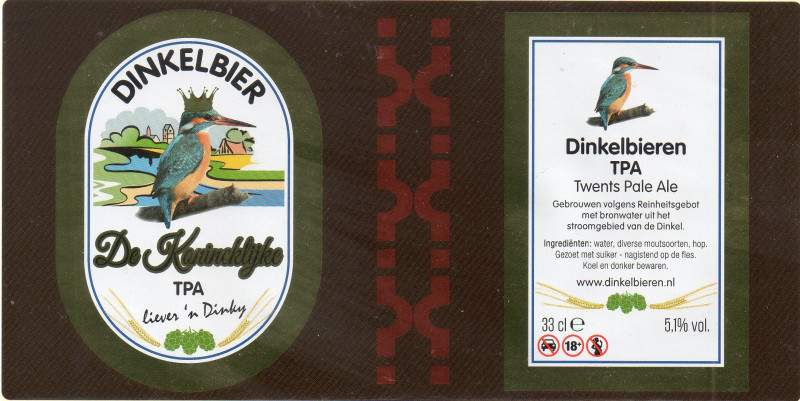 DINKELBIER
De Konincklijke
TPA
liever 'n Dinky
Dinkelbieren
TPA
Twents Pale Ale
Gebrouwen volgens Reinheitsgebot
met bronwater uit het
stroomgebied van de Dinkel.
Ingrediënten: water, diverse moutsoorten, hop.
Gezoet met suiker - nagistend op de fles.
Koel en donker bewaren.
www.dinkelbieren.nl
33 cl e
5,1% vol.
18+